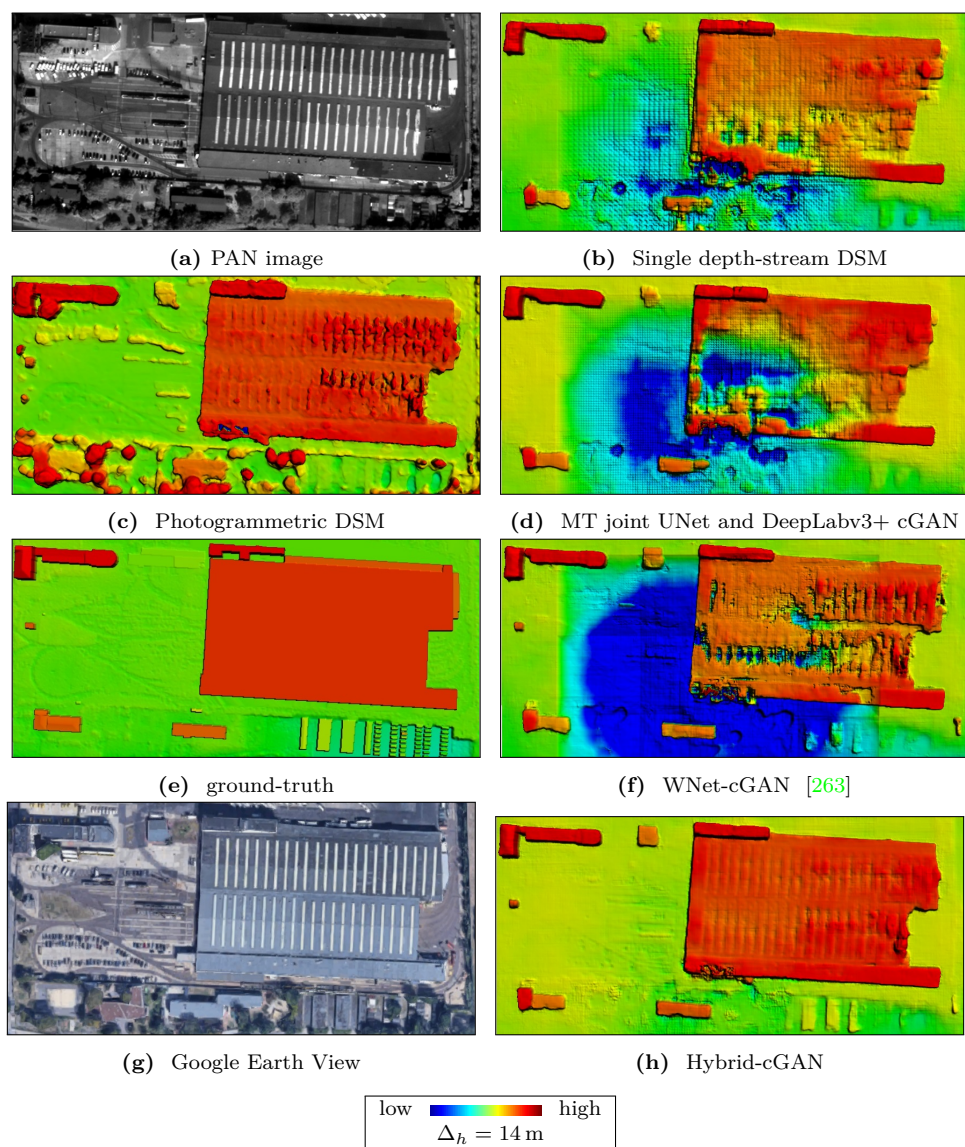 (a) PAN image
(b) Single depth-stream DSM
(c) Photogrammetric DSM
(d) MT joint UNet and DeepLabv3+ cGAN
(e) ground-truth
(f) WNet-cGAN [263]
(g) Google Earth View
(h) Hybrid-cGAN
low high
Δh = 14 m